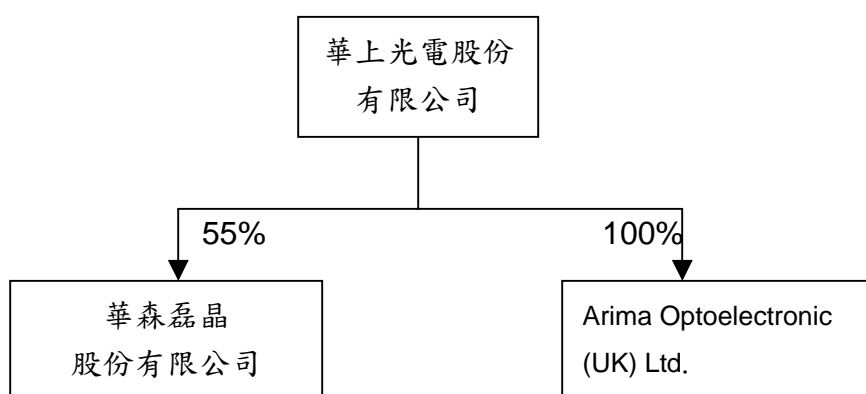 華上光電股份
有限公司
55%
100%
華森磊晶
股份有限公司
Arima Optoelectronic
(UK) Ltd.